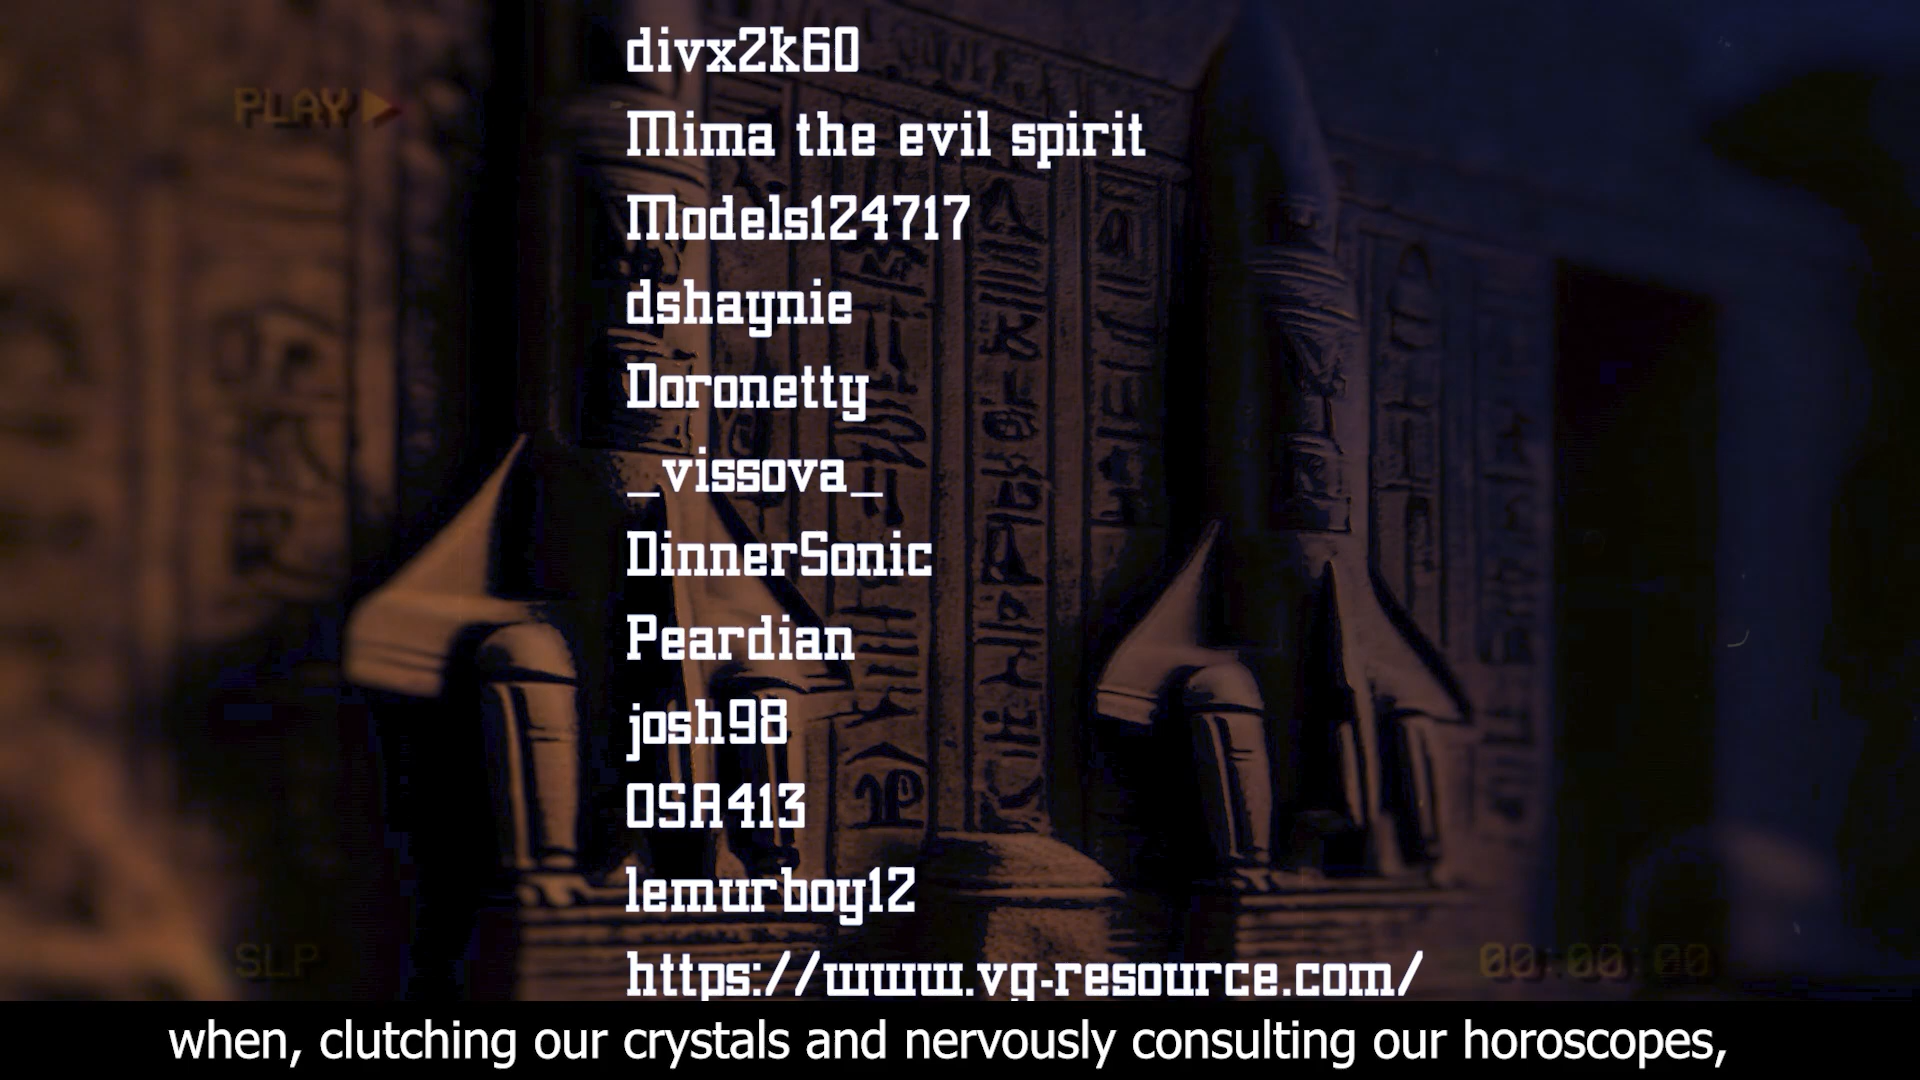 divx2k60
PLAY
Mima the evil spirit
Models124717
dshaynie
Doronetty
_vissova_
DinnerSonic
Peardian
josh98
OSA413
lemurboy12
SLP
https://www.vg-resource.com/
00:00:00
when, clutching our crystals and nervously consulting our horoscopes,